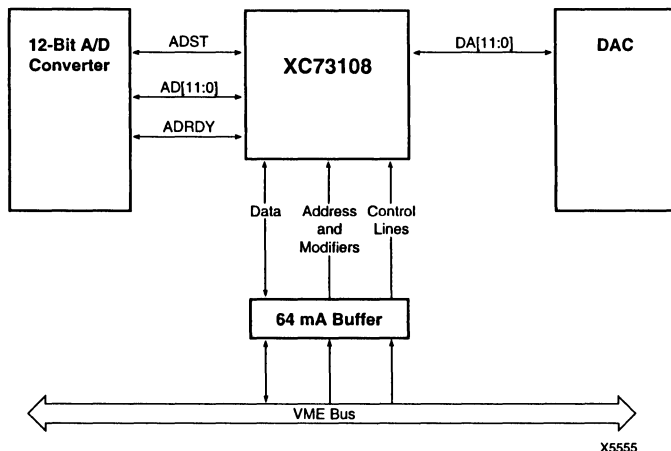 12-Bit A/D
Converter
ADST
AD[11:0]
ADRDY
XC73108
DA[11:0]
DAC
Data
Address
and
Modifiers
Control
Lines
64 mA Buffer
VME Bus
X5555